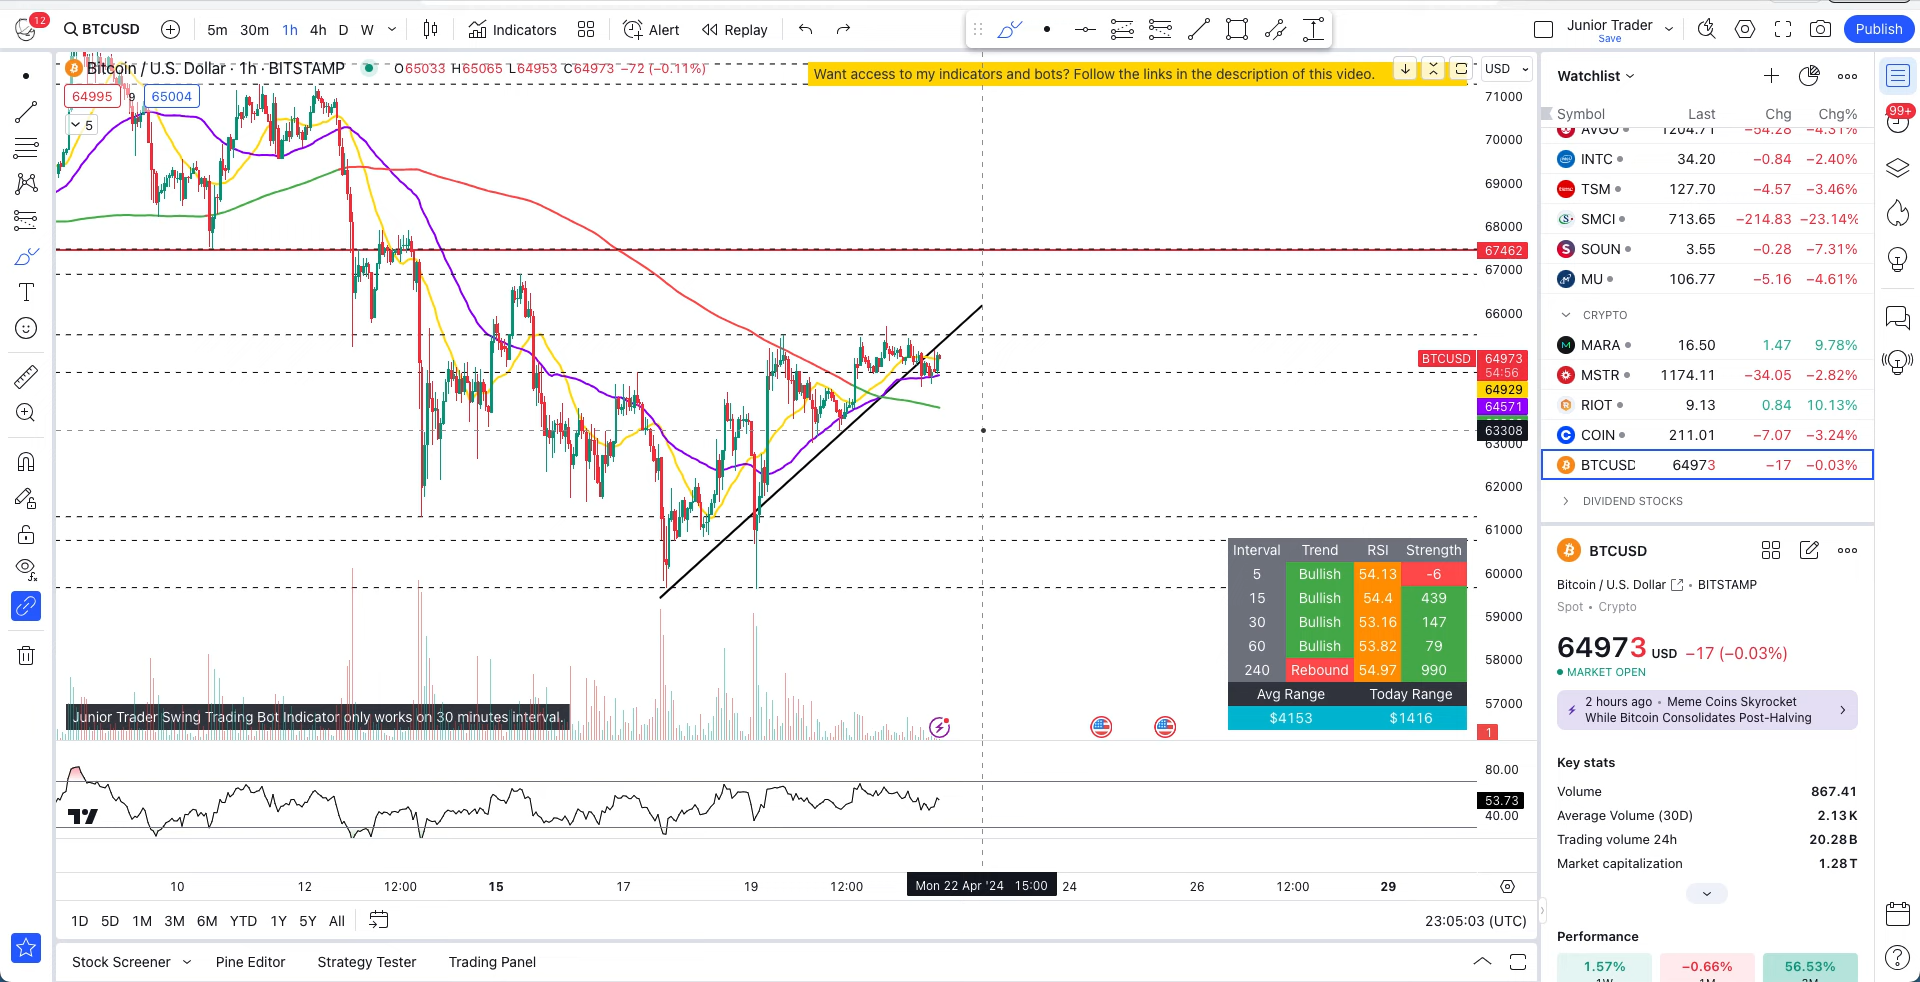 12
BTCUSD
5m 30m 1h 4h D W
Indicators
Alert
Replay
Junior Trader
Save
Publish
Bitcoin / U.S. Dollar · 1h · BITSTAMP
O65033 H65065 L64953 C64973 −72 (−0.11%)
64995 9 65004
5
Want access to my indicators and bots? Follow the links in the description of this video.
USD
71000
70000
69000
68000
67462
67000
66000
BTCUSD 64973
54:56
64929
64571
63308
63000
62000
61000
60000
59000
58000
57000
1
Interval Trend RSI Strength
5 Bullish 54.13 -6
15 Bullish 54.4 439
30 Bullish 53.16 147
60 Bullish 53.82 79
240 Rebound 54.97 990
Avg Range Today Range
$4153 $1416
Junior Trader Swing Trading Bot Indicator only works on 30 minutes interval.
80.00
53.73
40.00
10 12 12:00 15 17 19 12:00 Mon 22 Apr '24 15:00 24 26 12:00 29
1D 5D 1M 3M 6M YTD 1Y 5Y All
23:05:03 (UTC)
Stock Screener Pine Editor Strategy Tester Trading Panel
Watchlist
Symbol Last Chg Chg%
AVGO 1204.71 −54.28 −4.31%
INTC 34.20 −0.84 −2.40%
TSM 127.70 −4.57 −3.46%
SMCI 713.65 −214.83 −23.14%
SOUN 3.55 −0.28 −7.31%
MU 106.77 −5.16 −4.61%
CRYPTO
MARA 16.50 1.47 9.78%
MSTR 1174.11 −34.05 −2.82%
RIOT 9.13 0.84 10.13%
COIN 211.01 −7.07 −3.24%
BTCUSD 64973 −17 −0.03%
DIVIDEND STOCKS
BTCUSD
Bitcoin / U.S. Dollar • BITSTAMP
Spot • Crypto
64973 USD −17 (−0.03%)
MARKET OPEN
2 hours ago • Meme Coins Skyrocket
While Bitcoin Consolidates Post-Halving
Key stats
Volume 867.41
Average Volume (30D) 2.13K
Trading volume 24h 20.28B
Market capitalization 1.28T
Performance
1.57% −0.66% 56.53%
99+